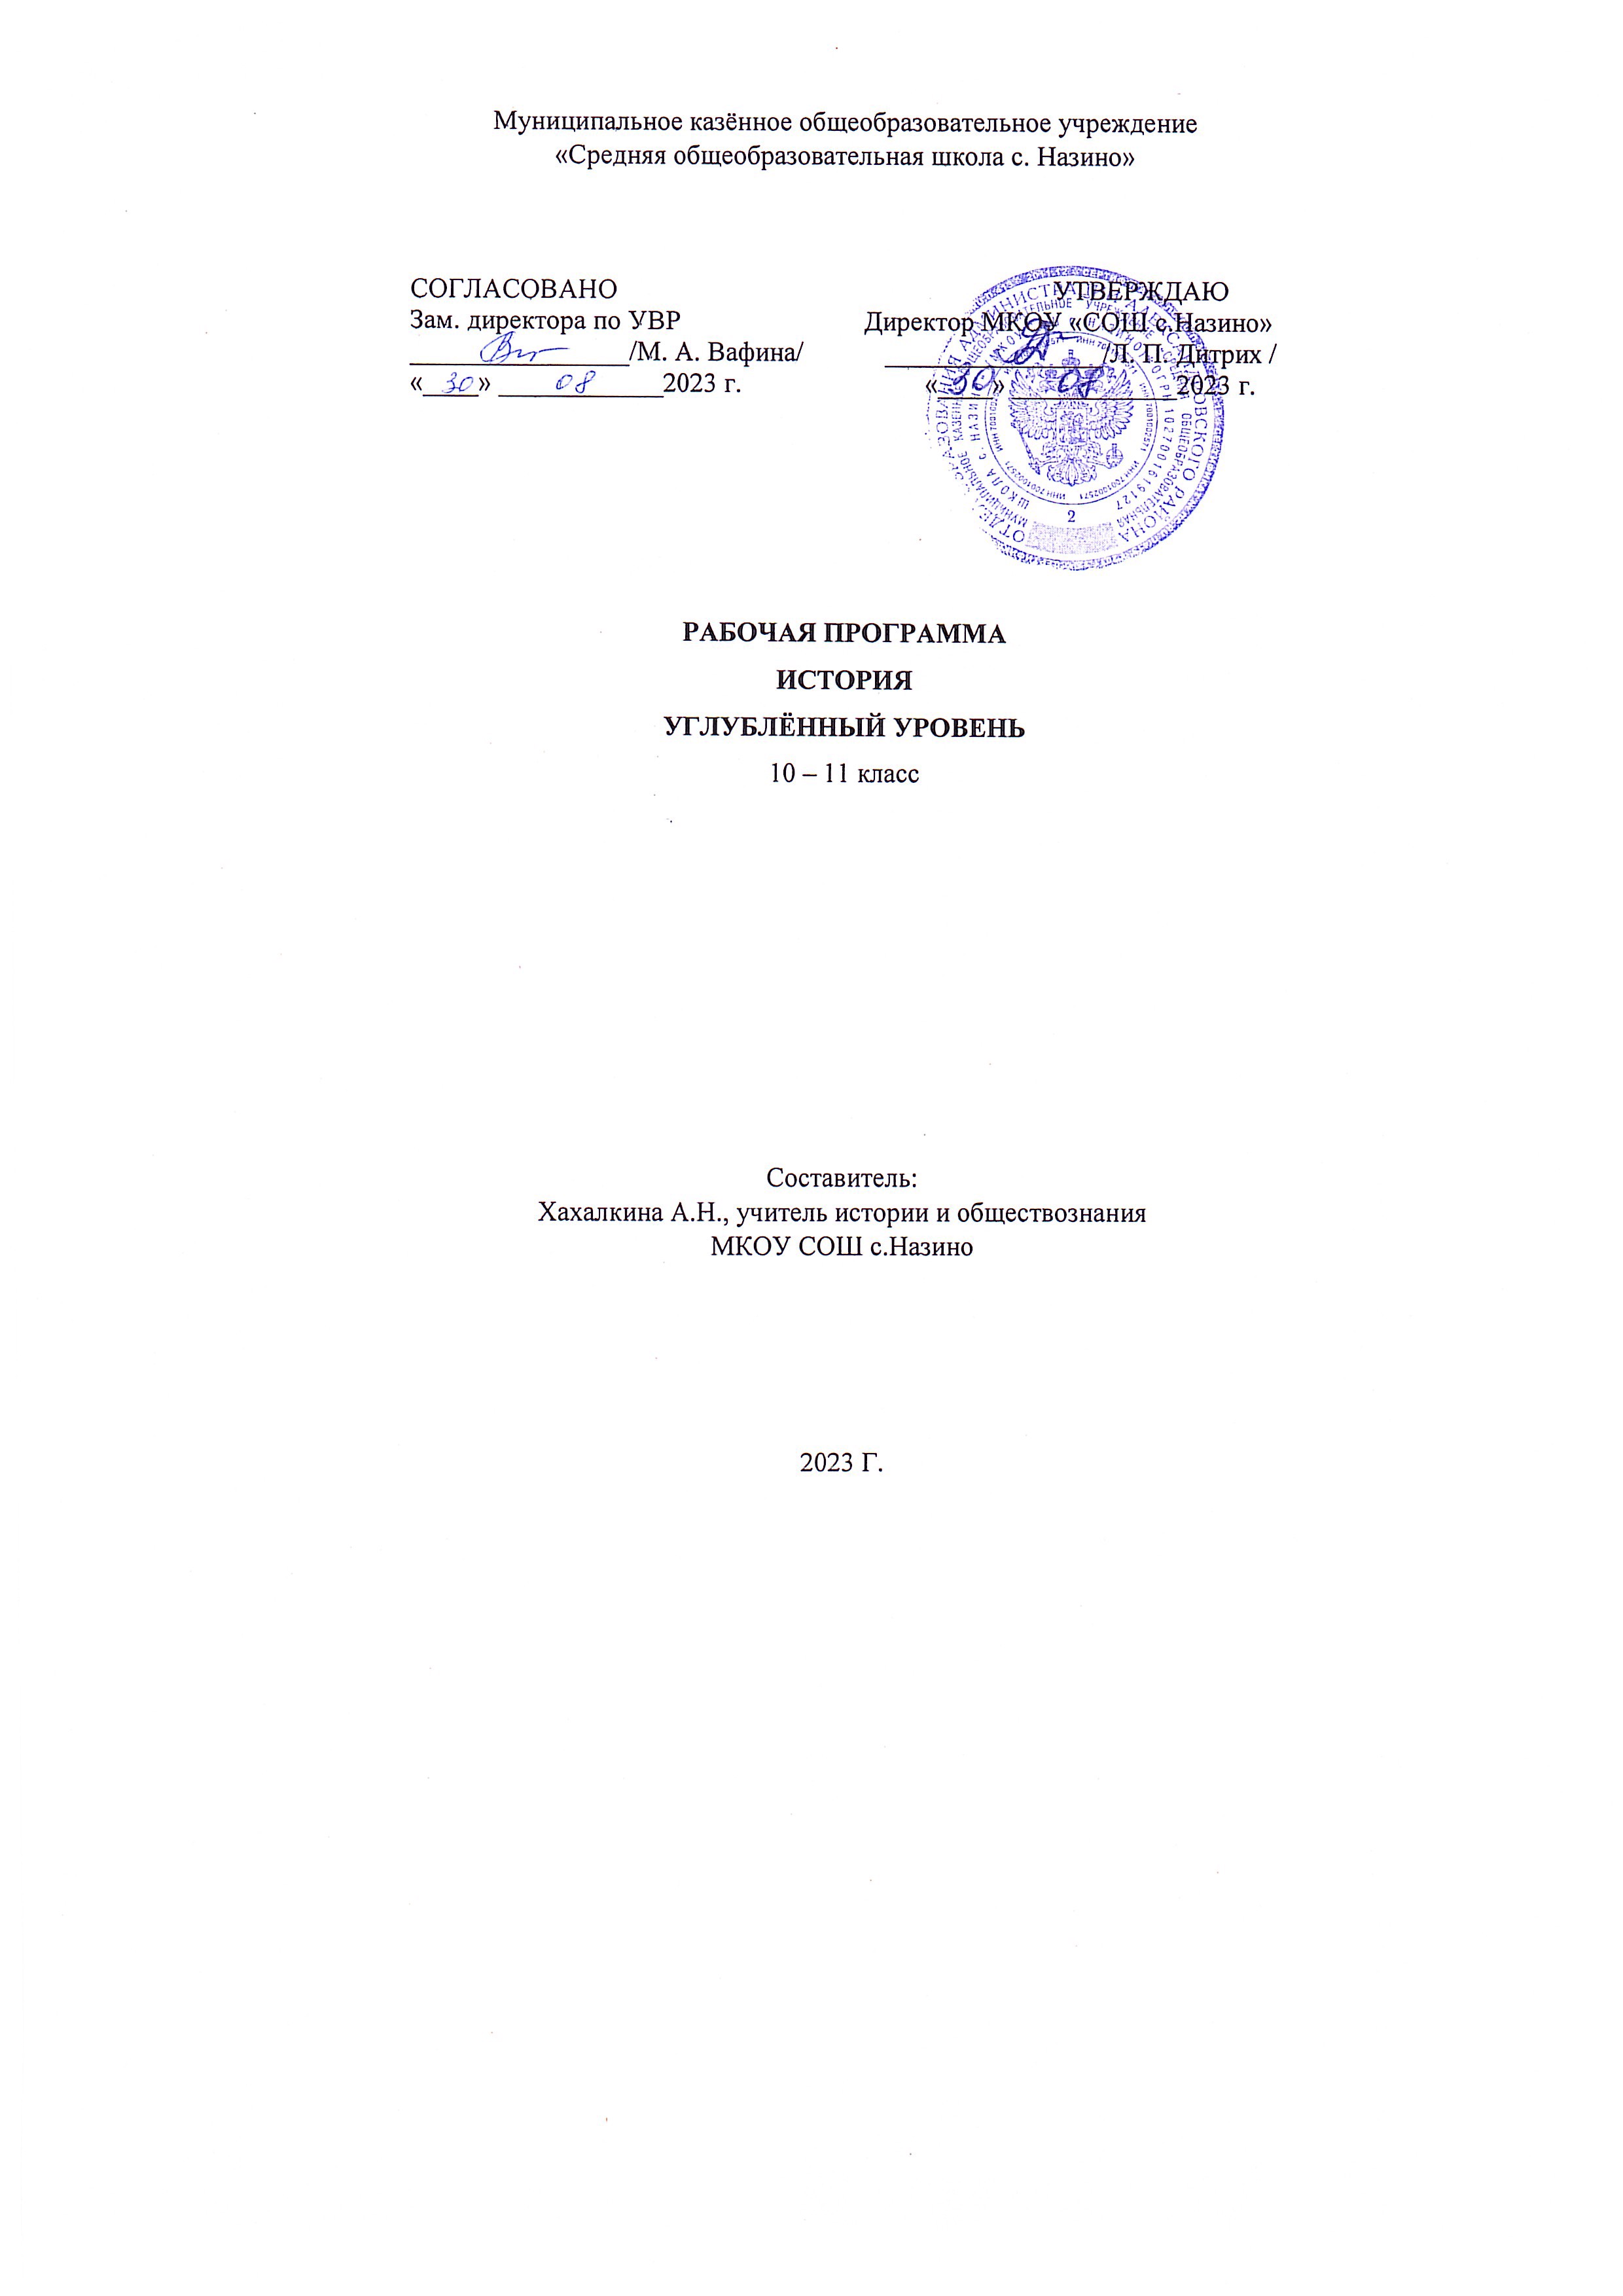 Муниципальное казённое общеобразовательное учреждение
«Средняя общеобразовательная школа с. Назино»
СОГЛАСОВАНО
Зам. директора по УВР
/М. А. Вафина/
«30» 08 2023 г.
УТВЕРЖДАЮ
Директор МКОУ «СОШ с.Назино»
/Л. П. Дитрих /
«30» 08 2023 г.
2
РАБОЧАЯ ПРОГРАММА
ИСТОРИЯ
УГЛУБЛЁННЫЙ УРОВЕНЬ
10 – 11 класс
Составитель:
Хахалкина А.Н., учитель истории и обществознания
МКОУ СОШ с.Назино
2023 Г.